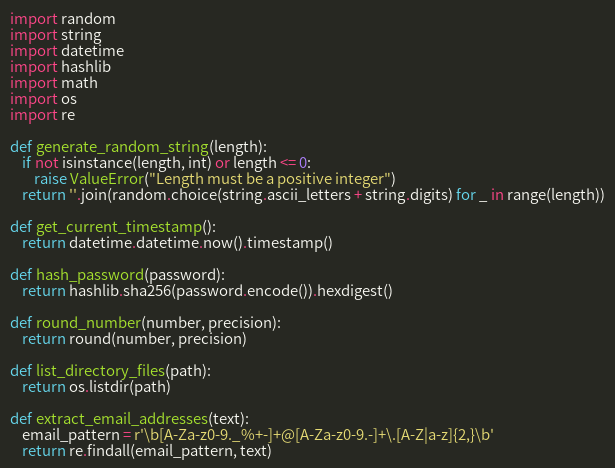 import random
import string
import datetime
import hashlib
import math
import os
import re

def generate_random_string(length):
    if not isinstance(length, int) or length <= 0:
        raise ValueError("Length must be a positive integer")
    return ''.join(random.choice(string.ascii_letters + string.digits) for _ in range(length))

def get_current_timestamp():
    return datetime.datetime.now().timestamp()

def hash_password(password):
    return hashlib.sha256(password.encode()).hexdigest()

def round_number(number, precision):
    return round(number, precision)

def list_directory_files(path):
    return os.listdir(path)

def extract_email_addresses(text):
    email_pattern = r'\b[A-Za-z0-9._%+-]+@[A-Za-z0-9.-]+\.[A-Z|a-z]{2,}\b'
    return re.findall(email_pattern, text)